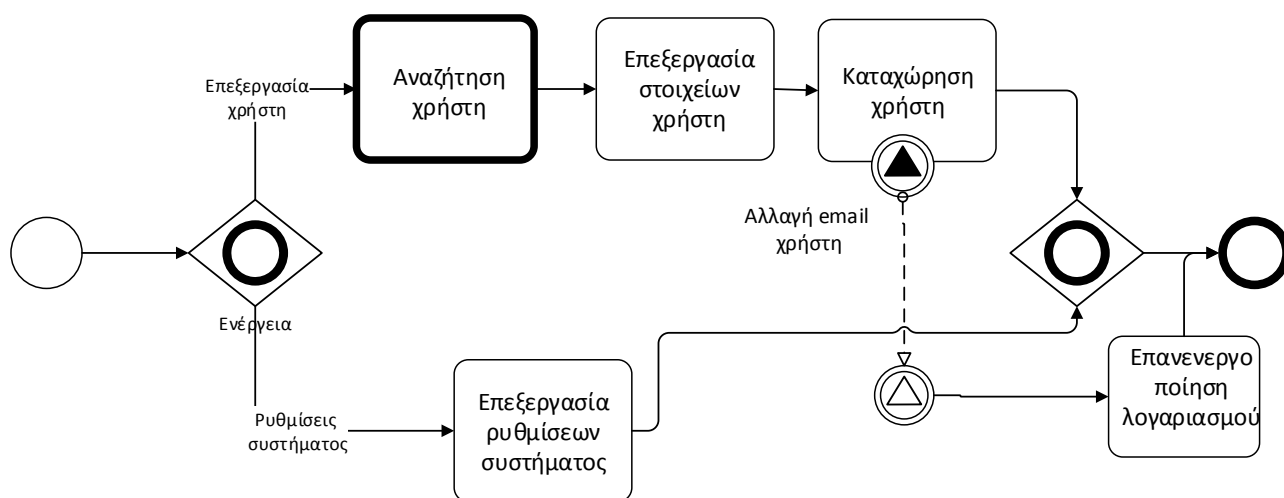 Επεξεργασία
χρήστη
Αναζήτηση
χρήστη
Επεξεργασία
στοιχείων
χρήστη
Καταχώρηση
χρήστη
Αλλαγή email
χρήστη
Ενέργεια
Ρυθμίσεις
συστήματος
Επεξεργασία
ρυθμίσεων
συστήματος
Επανενεργο
ποίηση
λογαριασμού